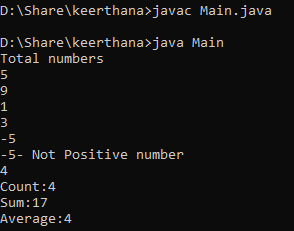 D:\Share\keerthana>javac Main.java
D:\Share\keerthana>java Main
Total numbers
5
9
1
3
-5
-5- Not Positive number
4
Count:4
Sum:17
Average:4